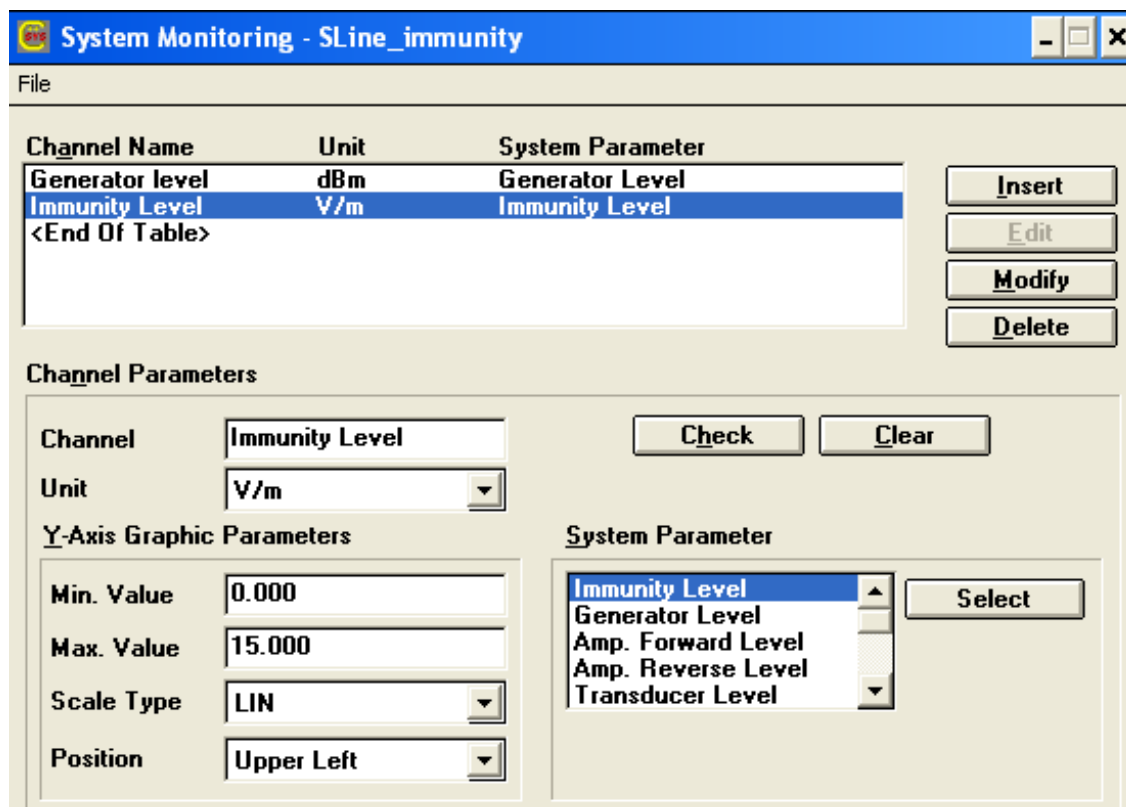 System Monitoring - SLine_immunity
File
Channel Name Unit System Parameter
Generator level dBm Generator Level
Immunity Level V/m Immunity Level
<End Of Table>
Insert
Edit
Modify
Delete
Channel Parameters
Channel Immunity Level
Check Clear
Unit V/m
Y-Axis Graphic Parameters
Min. Value 0.000
Max. Value 15.000
Scale Type LIN
Position Upper Left
System Parameter
Immunity Level
Generator Level
Amp. Forward Level
Amp. Reverse Level
Transducer Level
Select